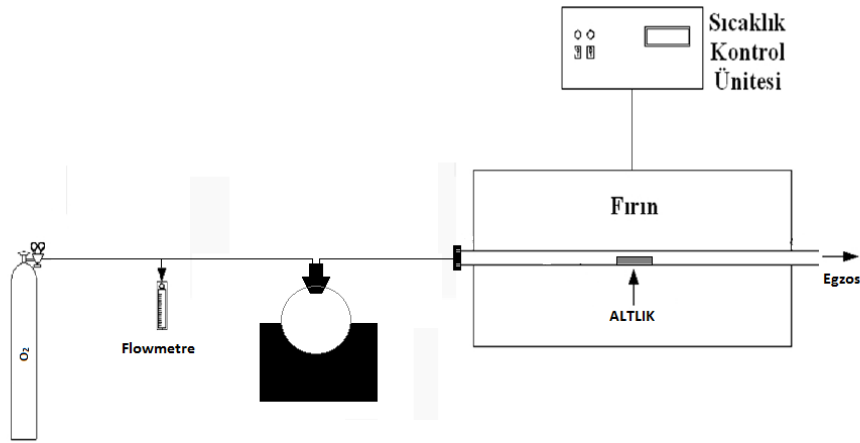 Sıcaklık
Kontrol
Ünitesi
Fırın
Egzos
ALTLIK
Flowmetre
O₂